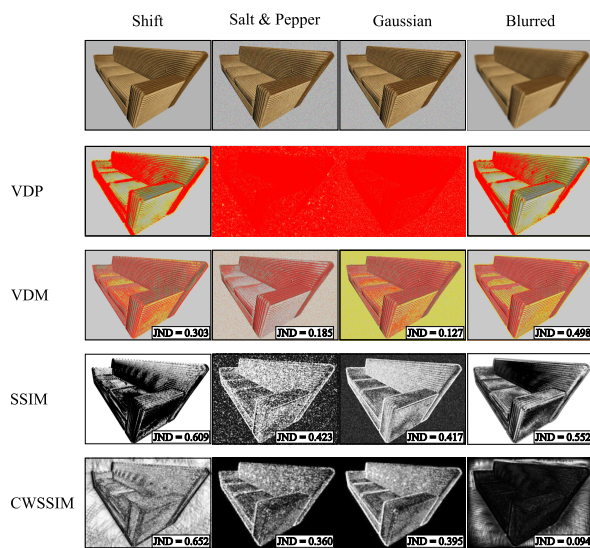 Shift Salt & Pepper Gaussian Blurred
VDP
VDM
JND = 0.303 JND = 0.185 JND = 0.127 JND = 0.498
SSIM
JND = 0.609 JND = 0.423 JND = 0.417 JND = 0.552
CWSSIM
JND = 0.652 JND = 0.360 JND = 0.395 JND = 0.094